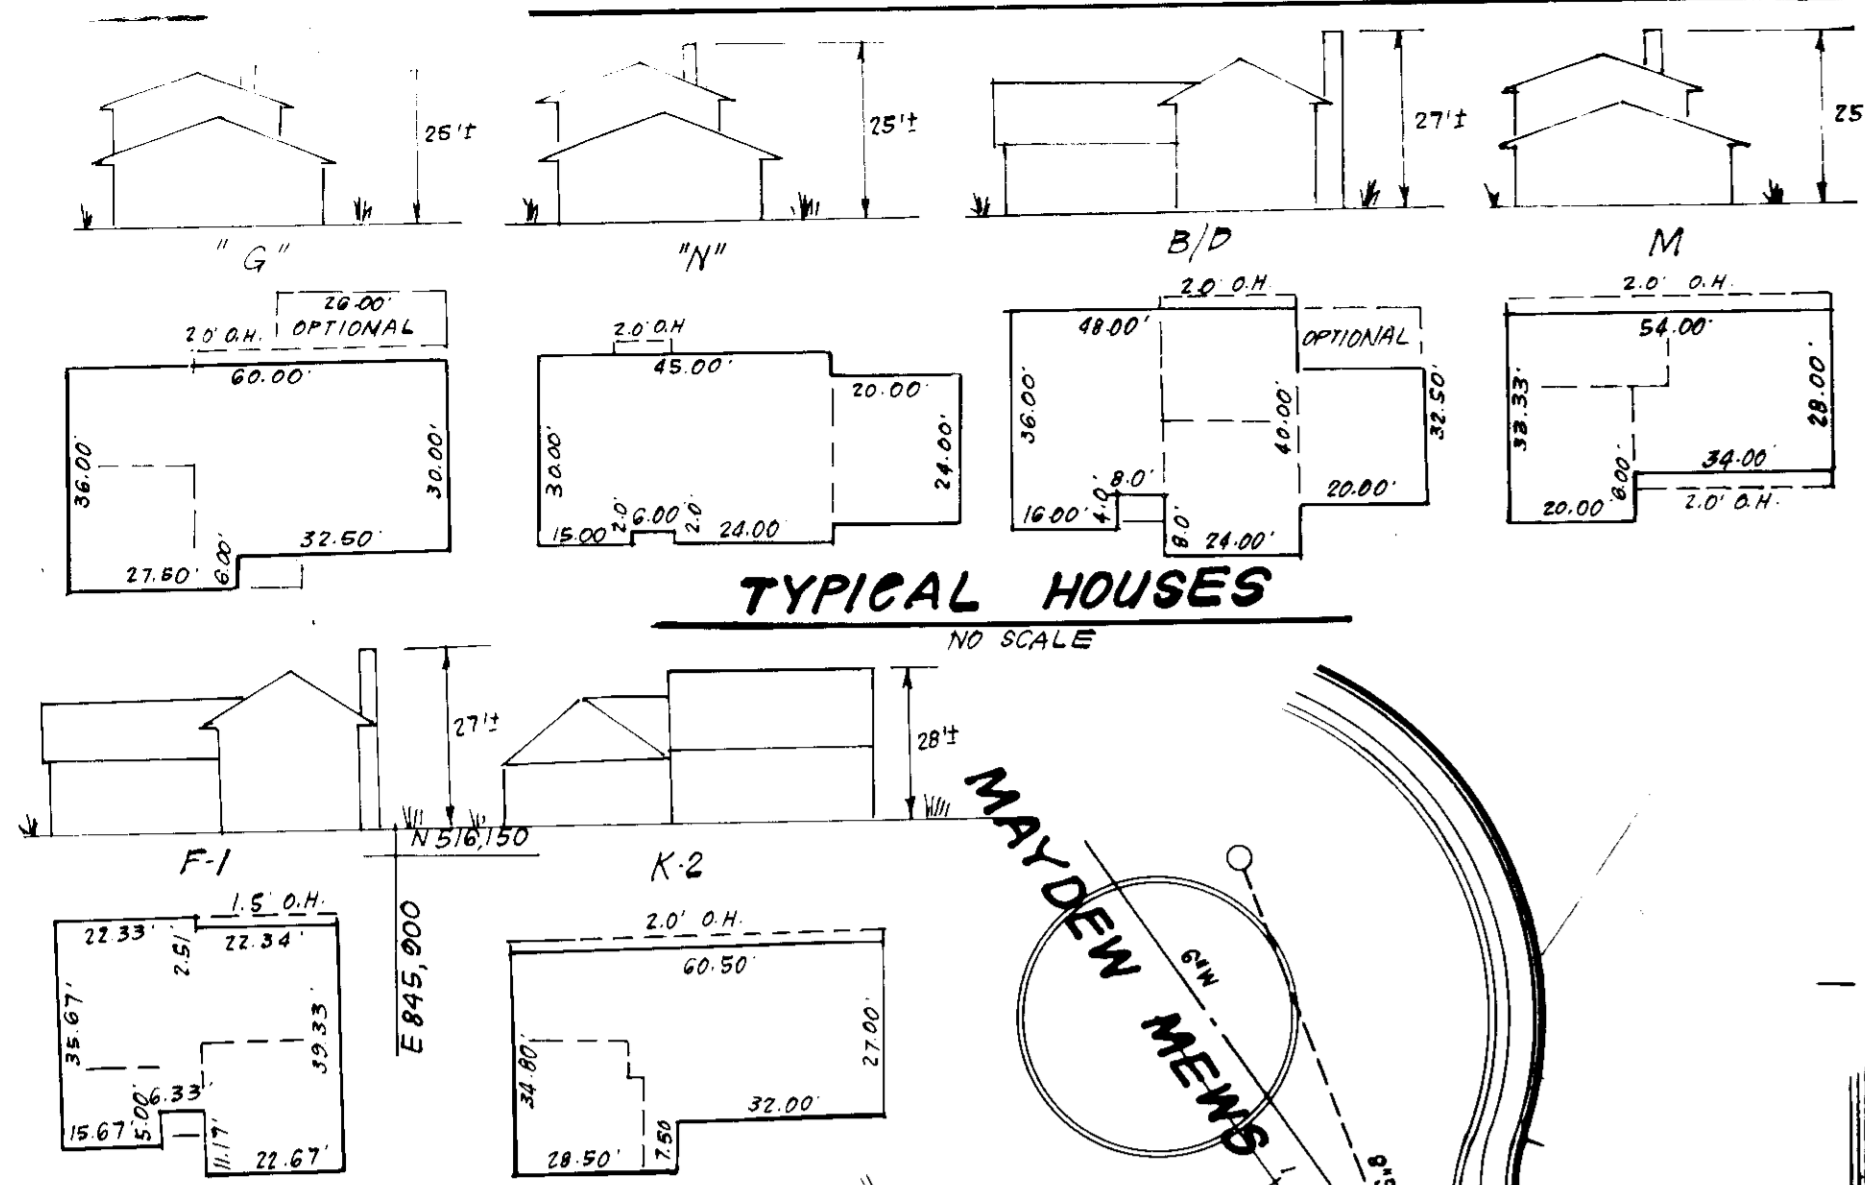 25'± 25'± 27'± 25
"G" "N" B/D M
26.00'
OPTIONAL
2.0' O.H.
60.00'
36.00'
30.00'
32.50'
6.00'
27.50'
2.0' O.H
45.00'
20.00'
30.00'
24.00'
2.0' 6.00' 2.0'
15.00 24.00'
2.0' O.H.
48.00'
OPTIONAL
36.00'
40.00'
32.50'
8.0'
4.0'
20.00'
16.00'
8.0'
24.00'
2.0' O.H.
54.00'
28.00'
34.00'
6.00'
20.00'
2.0' O.H.
TYPICAL HOUSES
NO SCALE
27'± 28'±
N 516,150
E 845,900
F-1 K-2
1.5' O.H.
22.33' 22.34'
2.51
35.67'
39.33'
6.33'
5.00'
15.67'
11.17'
22.67'
2.0' O.H.
60.50'
34.80'
27.00'
32.00'
7.50
28.50'
MAYDEW MEWS
6"W